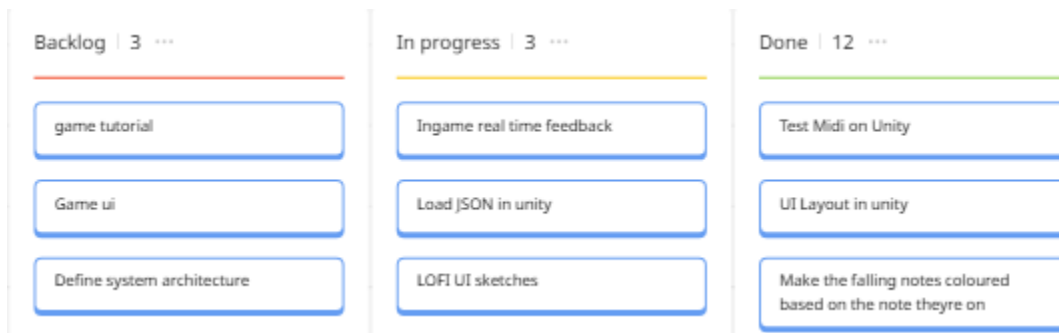 Backlog 3 ...
game tutorial
Game ui
Define system architecture
In progress 3 ...
Ingame real time feedback
Load JSON in unity
LOFI UI sketches
Done 12 ...
Test Midi on Unity
UI Layout in unity
Make the falling notes coloured
based on the note theyre on